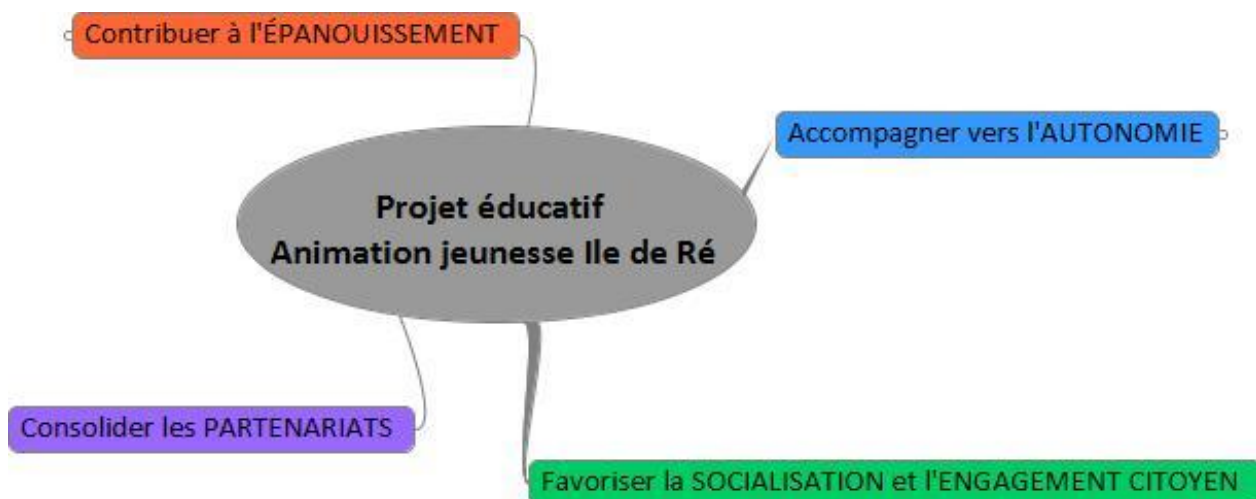 Contribuer à l'ÉPANOUISSEMENT
Accompagner vers l'AUTONOMIE
Projet éducatif
Animation jeunesse Ile de Ré
Consolider les PARTENARIATS
Favoriser la SOCIALISATION et l'ENGAGEMENT CITOYEN